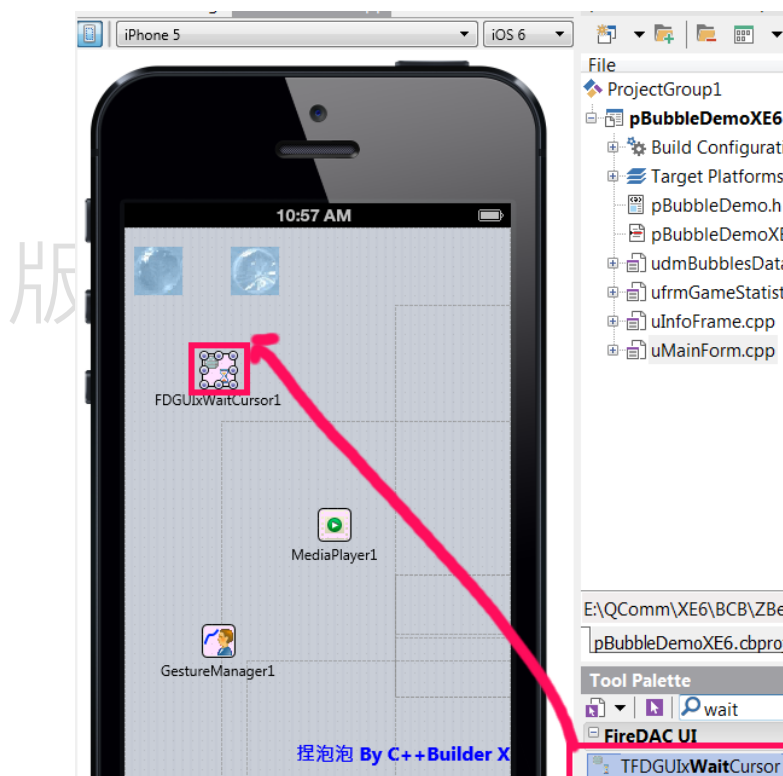 iPhone 5
iOS 6
File
ProjectGroup1
pBubbleDemoXE6
Build Configurati
Target Platforms
pBubbleDemo.h
pBubbleDemoXE
udmBubblesData
ufrmGameStatist
uInfoFrame.cpp
uMainForm.cpp
10:57 AM
版
FDGUIxWaitCursor1
MediaPlayer1
GestureManager1
捏泡泡 By C++Builder X
E:\QComm\XE6\BCB\ZBe
pBubbleDemoXE6.cbpro
Tool Palette
wait
FireDAC UI
TFDGUIxWaitCursor